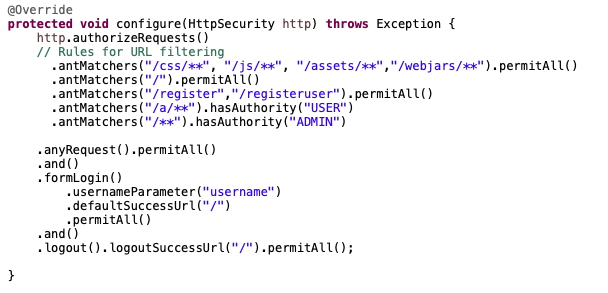 @Override
protected void configure(HttpSecurity http) throws Exception {
    http.authorizeRequests()
    // Rules for URL filtering
      .antMatchers("/css/**", "/js/**", "/assets/**","/webjars/**").permitAll()
      .antMatchers("/").permitAll()
      .antMatchers("/register","/registeruser").permitAll()
      .antMatchers("/a/**").hasAuthority("USER")
      .antMatchers("/**").hasAuthority("ADMIN")
    .anyRequest().permitAll()
    .and()
    .formLogin()
        .usernameParameter("username")
        .defaultSuccessUrl("/")
        .permitAll()
    .and()
    .logout().logoutSuccessUrl("/").permitAll();
}